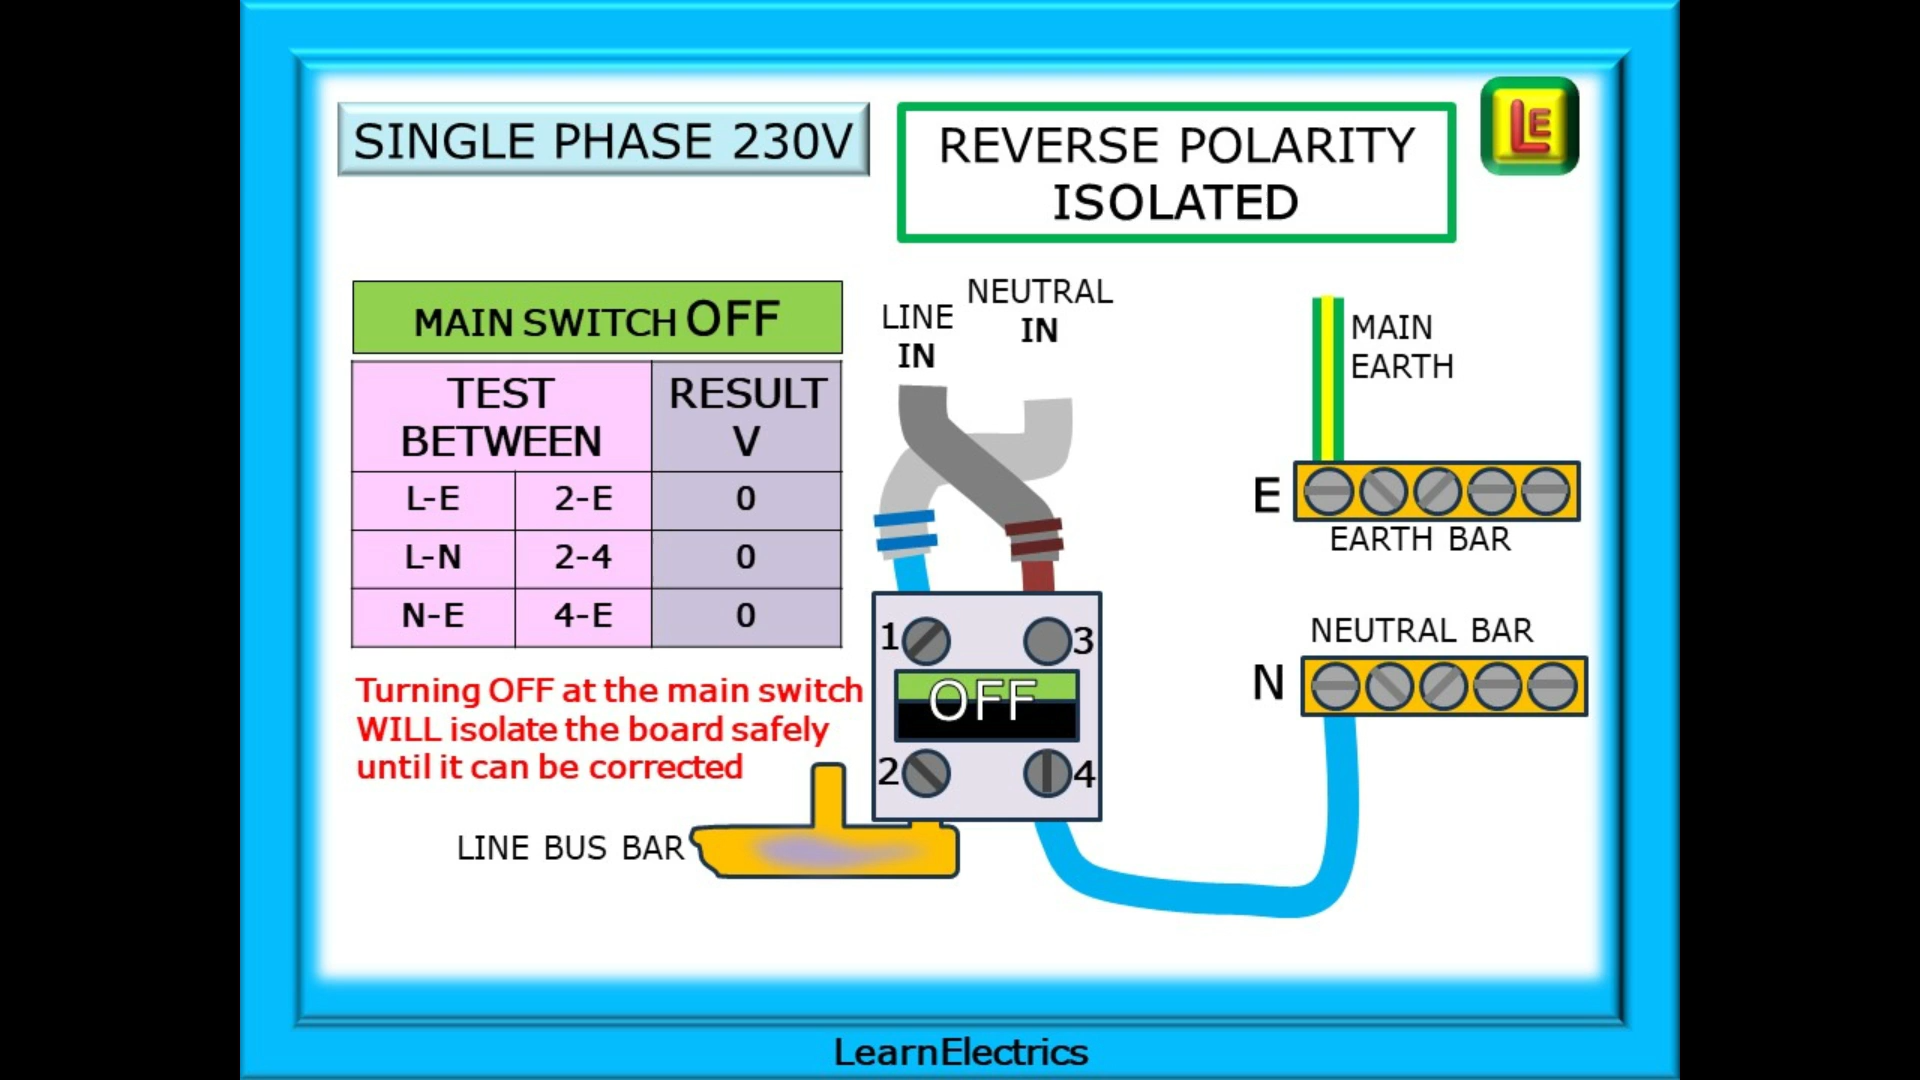 SINGLE PHASE 230V
REVERSE POLARITY
ISOLATED
LE
MAIN SWITCH OFF
TEST BETWEEN RESULT V
L-E 2-E 0
L-N 2-4 0
N-E 4-E 0
Turning OFF at the main switch
WILL isolate the board safely
until it can be corrected
LINE
IN
NEUTRAL
IN
MAIN
EARTH
E
EARTH BAR
NEUTRAL BAR
N
1
3
OFF
2
4
LINE BUS BAR
LearnElectrics